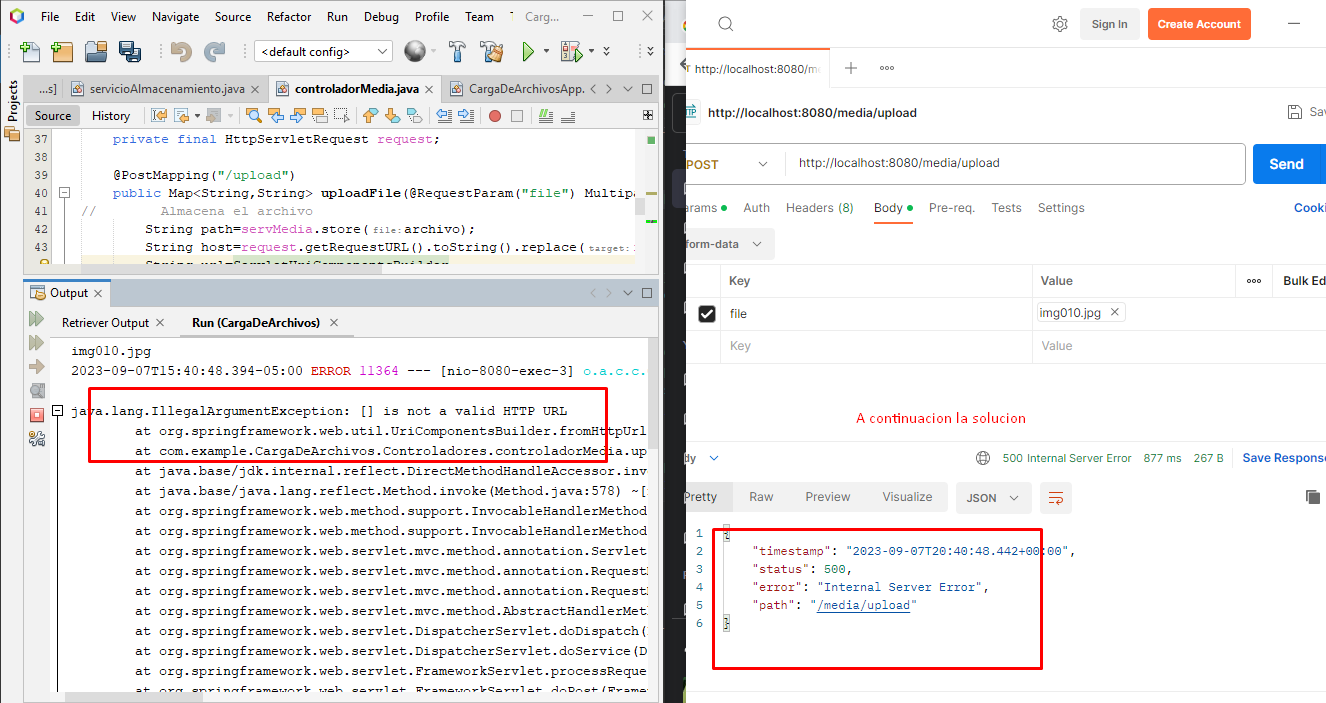 File Edit View Navigate Source Refactor Run Debug Profile Team Carg...
<default config>
Projects
...s] servicioAlmacenamiento.java controladorMedia.java CargaDeArchivosApp.
Source History
37 private final HttpServletRequest request;
38
39 @PostMapping("/upload")
40 public Map<String,String> uploadFile(@RequestParam("file") Multipa
41 // Almacena el archivo
42 String path=servMedia.store(file:archivo);
43 String host=request.getRequestURL().toString().replace(target:
String url=ServletUriComponentsBuilder
Output
Retriever Output Run (CargaDeArchivos)
img010.jpg
2023-09-07T15:40:48.394-05:00 ERROR 11364 --- [nio-8080-exec-3] o.a.c.c.
java.lang.IllegalArgumentException: [] is not a valid HTTP URL
at org.springframework.web.util.UriComponentsBuilder.fromHttpUrl
at com.example.CargaDeArchivos.Controladores.controladorMedia.up
at java.base/jdk.internal.reflect.DirectMethodHandleAccessor.invo
at java.base/java.lang.reflect.Method.invoke(Method.java:578) ~[
at org.springframework.web.method.support.InvocableHandlerMethod
at org.springframework.web.method.support.InvocableHandlerMethod
at org.springframework.web.servlet.mvc.method.annotation.Servlet
at org.springframework.web.servlet.mvc.method.annotation.Request
at org.springframework.web.servlet.mvc.method.annotation.Request
at org.springframework.web.servlet.mvc.method.AbstractHandlerMet
at org.springframework.web.servlet.DispatcherServlet.doDispatch(
at org.springframework.web.servlet.DispatcherServlet.doService(D
at org.springframework.web.servlet.FrameworkServlet.processReque
at org.springframework.web.servlet.FrameworkServlet.doPost(Frame
Sign In Create Account
http://localhost:8080/m
http://localhost:8080/media/upload Sa
POST http://localhost:8080/media/upload Send
arams Auth Headers (8) Body Pre-req. Tests Settings Cooki
form-data
Key Value Bulk Ed
file img010.jpg
Key Value
A continuacion la solucion
dy 500 Internal Server Error 877 ms 267 B Save Response
Pretty Raw Preview Visualize JSON
1 {
2 "timestamp": "2023-09-07T20:40:48.442+00:00",
3 "status": 500,
4 "error": "Internal Server Error",
5 "path": "/media/upload"
6 }